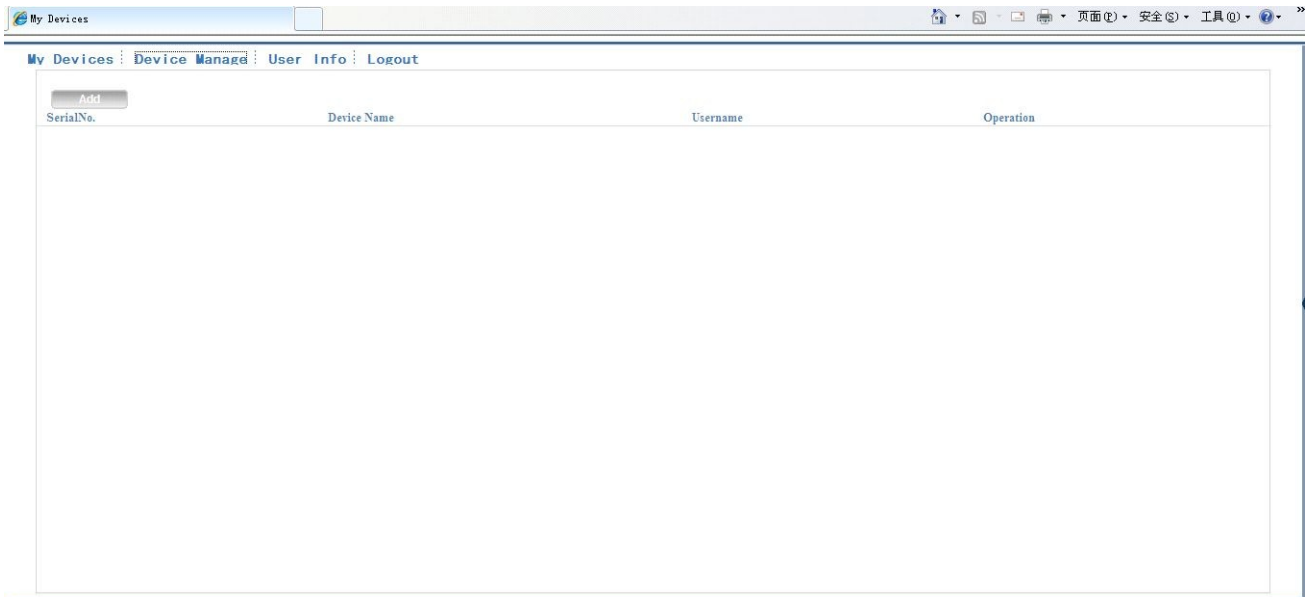 My Devices 页面(P) 安全(S) 工具(O) »
My Devices Device Manage User Info Logout
Add
SerialNo. Device Name Username Operation